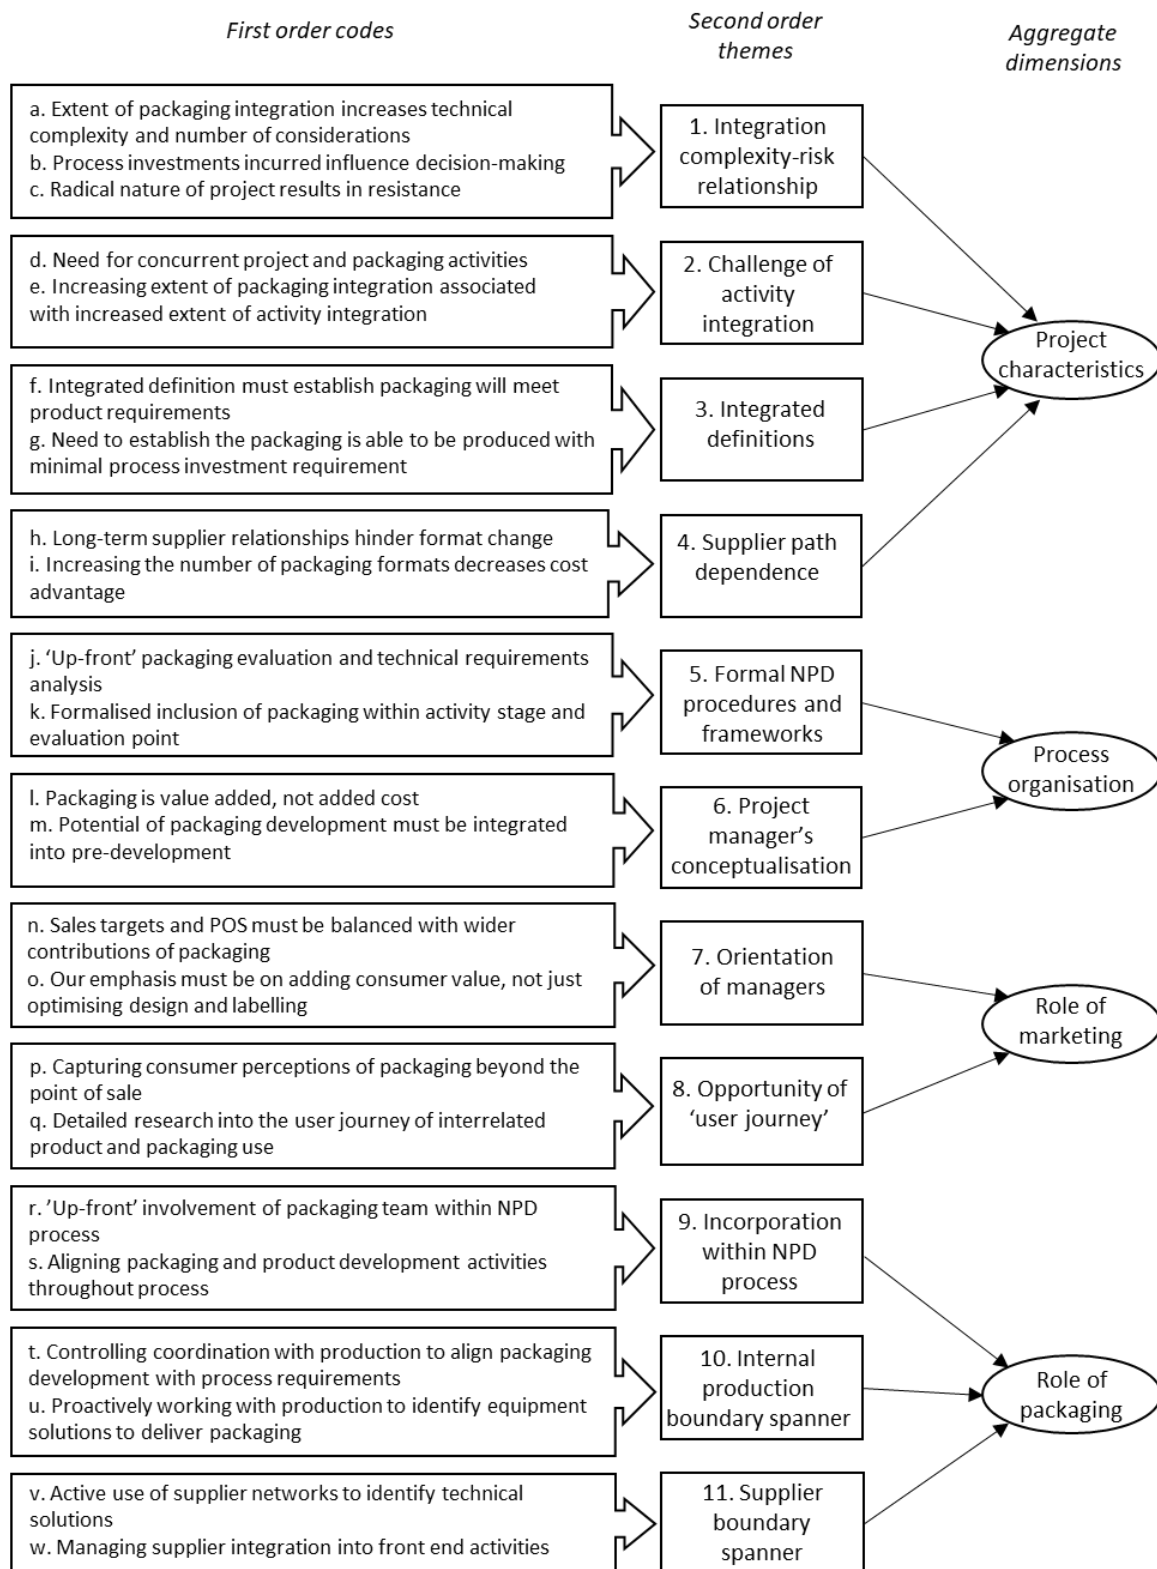 First order codes
Second order
themes
Aggregate
dimensions
a. Extent of packaging integration increases technical
complexity and number of considerations
b. Process investments incurred influence decision-making
c. Radical nature of project results in resistance
1. Integration
complexity-risk
relationship
d. Need for concurrent project and packaging activities
e. Increasing extent of packaging integration associated
with increased extent of activity integration
2. Challenge of
activity
integration
Project
characteristics
f. Integrated definition must establish packaging will meet
product requirements
g. Need to establish the packaging is able to be produced with
minimal process investment requirement
3. Integrated
definitions
h. Long-term supplier relationships hinder format change
i. Increasing the number of packaging formats decreases cost
advantage
4. Supplier path
dependence
j. ‘Up-front’ packaging evaluation and technical requirements
analysis
k. Formalised inclusion of packaging within activity stage and
evaluation point
5. Formal NPD
procedures and
frameworks
Process
organisation
l. Packaging is value added, not added cost
m. Potential of packaging development must be integrated
into pre-development
6. Project
manager’s
conceptualisation
n. Sales targets and POS must be balanced with wider
contributions of packaging
o. Our emphasis must be on adding consumer value, not just
optimising design and labelling
7. Orientation
of managers
Role of
marketing
p. Capturing consumer perceptions of packaging beyond the
point of sale
q. Detailed research into the user journey of interrelated
product and packaging use
8. Opportunity of
‘user journey’
r. ’Up-front’ involvement of packaging team within NPD
process
s. Aligning packaging and product development activities
throughout process
9. Incorporation
within NPD
process
t. Controlling coordination with production to align packaging
development with process requirements
u. Proactively working with production to identify equipment
solutions to deliver packaging
10. Internal
production
boundary spanner
Role of
packaging
v. Active use of supplier networks to identify technical
solutions
w. Managing supplier integration into front end activities
11. Supplier
boundary
spanner